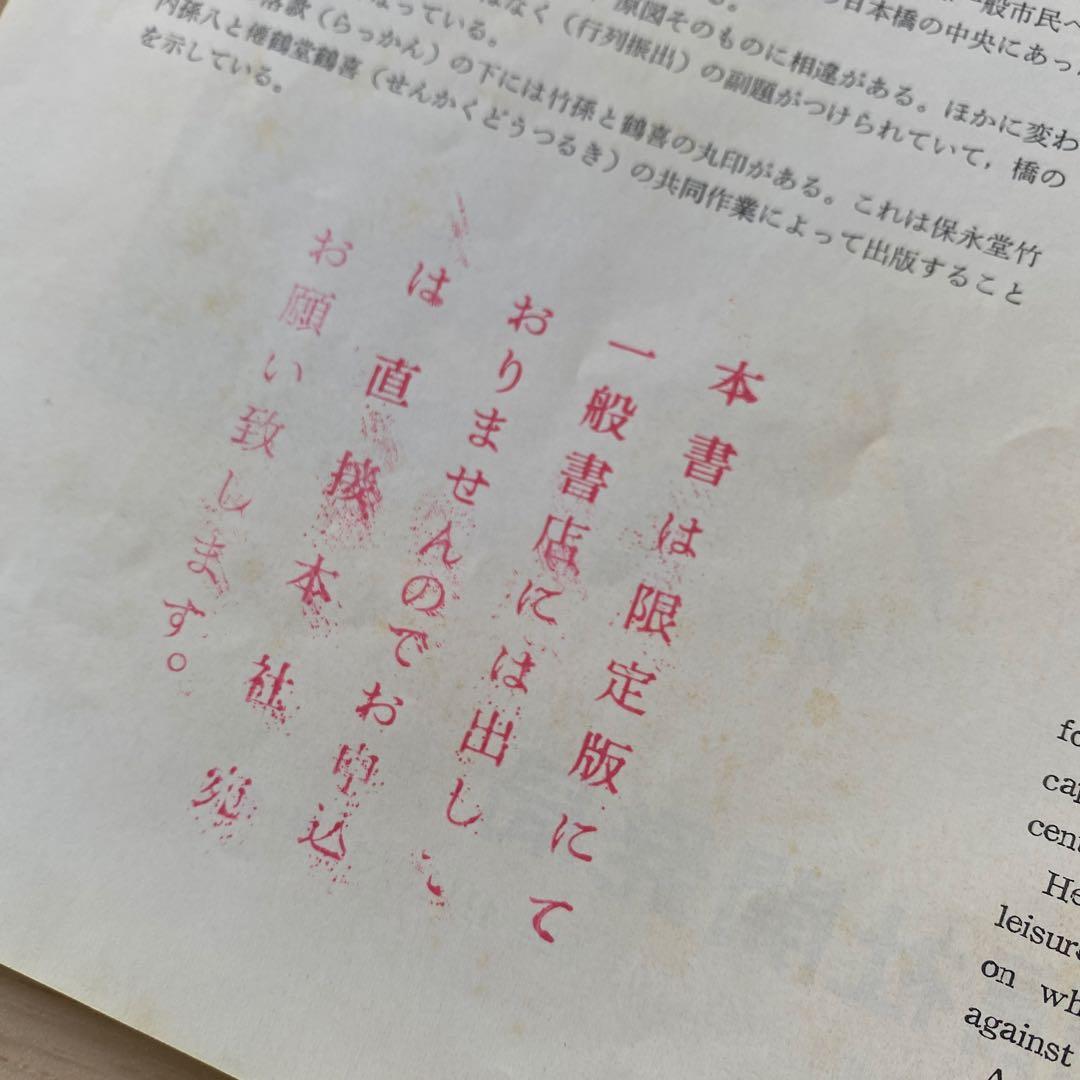 般市民へ
日本橋の中央にあっ
る。
原図そのものに相違がある。ほかに変わ
はなく（行列振出）の副題がつけられていて，橋の
なっている。
落款（らっかん）の下には竹孫と鶴喜の丸印がある。これは保永堂竹
内孫八と僊鶴堂鶴喜（せんかくどうつるき）の共同作業によって出版すること
を示している。
本書は限定版にて
一般書店には出し
おりませんのでお申込
は直接本社宛
お願い致します。
fo
cap
cent
He
leisur
on wh
against